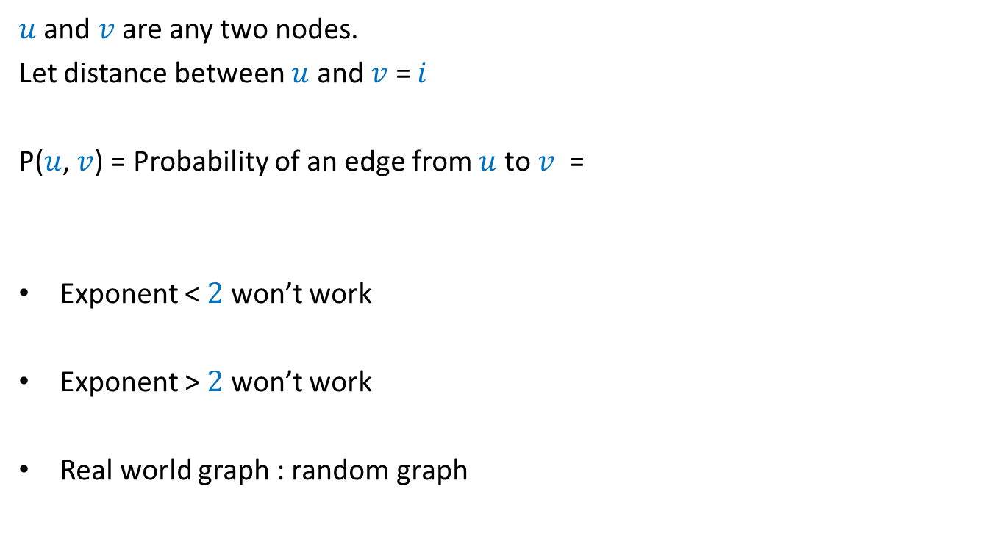 u and v are any two nodes.
Let distance between u and v = i
P(u, v) = Probability of an edge from u to v =
• Exponent < 2 won’t work
• Exponent > 2 won’t work
• Real world graph : random graph